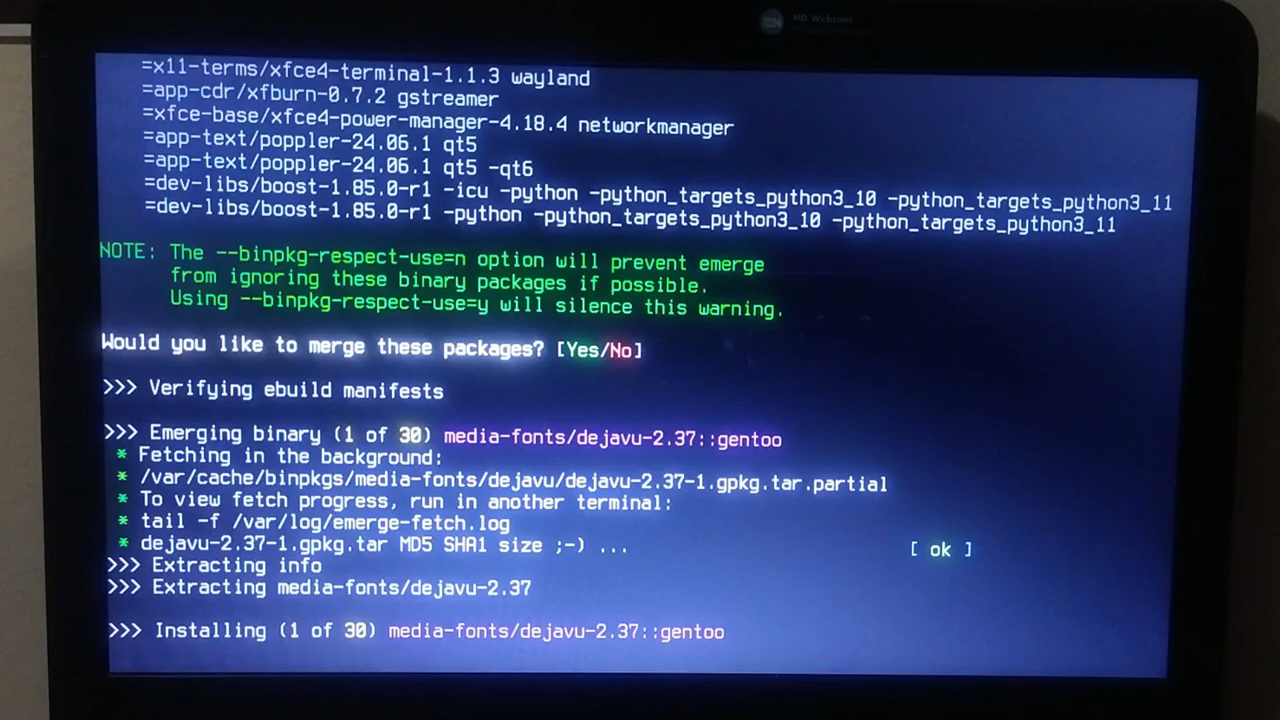 HD Webcam
=x11-terms/xfce4-terminal-1.1.3 wayland
=app-cdr/xfburn-0.7.2 gstreamer
=xfce-base/xfce4-power-manager-4.18.4 networkmanager
=app-text/poppler-24.06.1 qt5
=app-text/poppler-24.06.1 qt5 -qt6
=dev-libs/boost-1.85.0-r1 -icu -python -python_targets_python3_10 -python_targets_python3_11
=dev-libs/boost-1.85.0-r1 -python -python_targets_python3_10 -python_targets_python3_11
NOTE: The --binpkg-respect-use=n option will prevent emerge
from ignoring these binary packages if possible.
Using --binpkg-respect-use=y will silence this warning.
Would you like to merge these packages? [Yes/No]
>>> Verifying ebuild manifests
>>> Emerging binary (1 of 30) media-fonts/dejavu-2.37::gentoo
* Fetching in the background:
* /var/cache/binpkgs/media-fonts/dejavu/dejavu-2.37-1.gpkg.tar.partial
* To view fetch progress, run in another terminal:
* tail -f /var/log/emerge-fetch.log
* dejavu-2.37-1.gpkg.tar MD5 SHA1 size ;-) ... [ ok ]
>>> Extracting info
>>> Extracting media-fonts/dejavu-2.37
>>> Installing (1 of 30) media-fonts/dejavu-2.37::gentoo